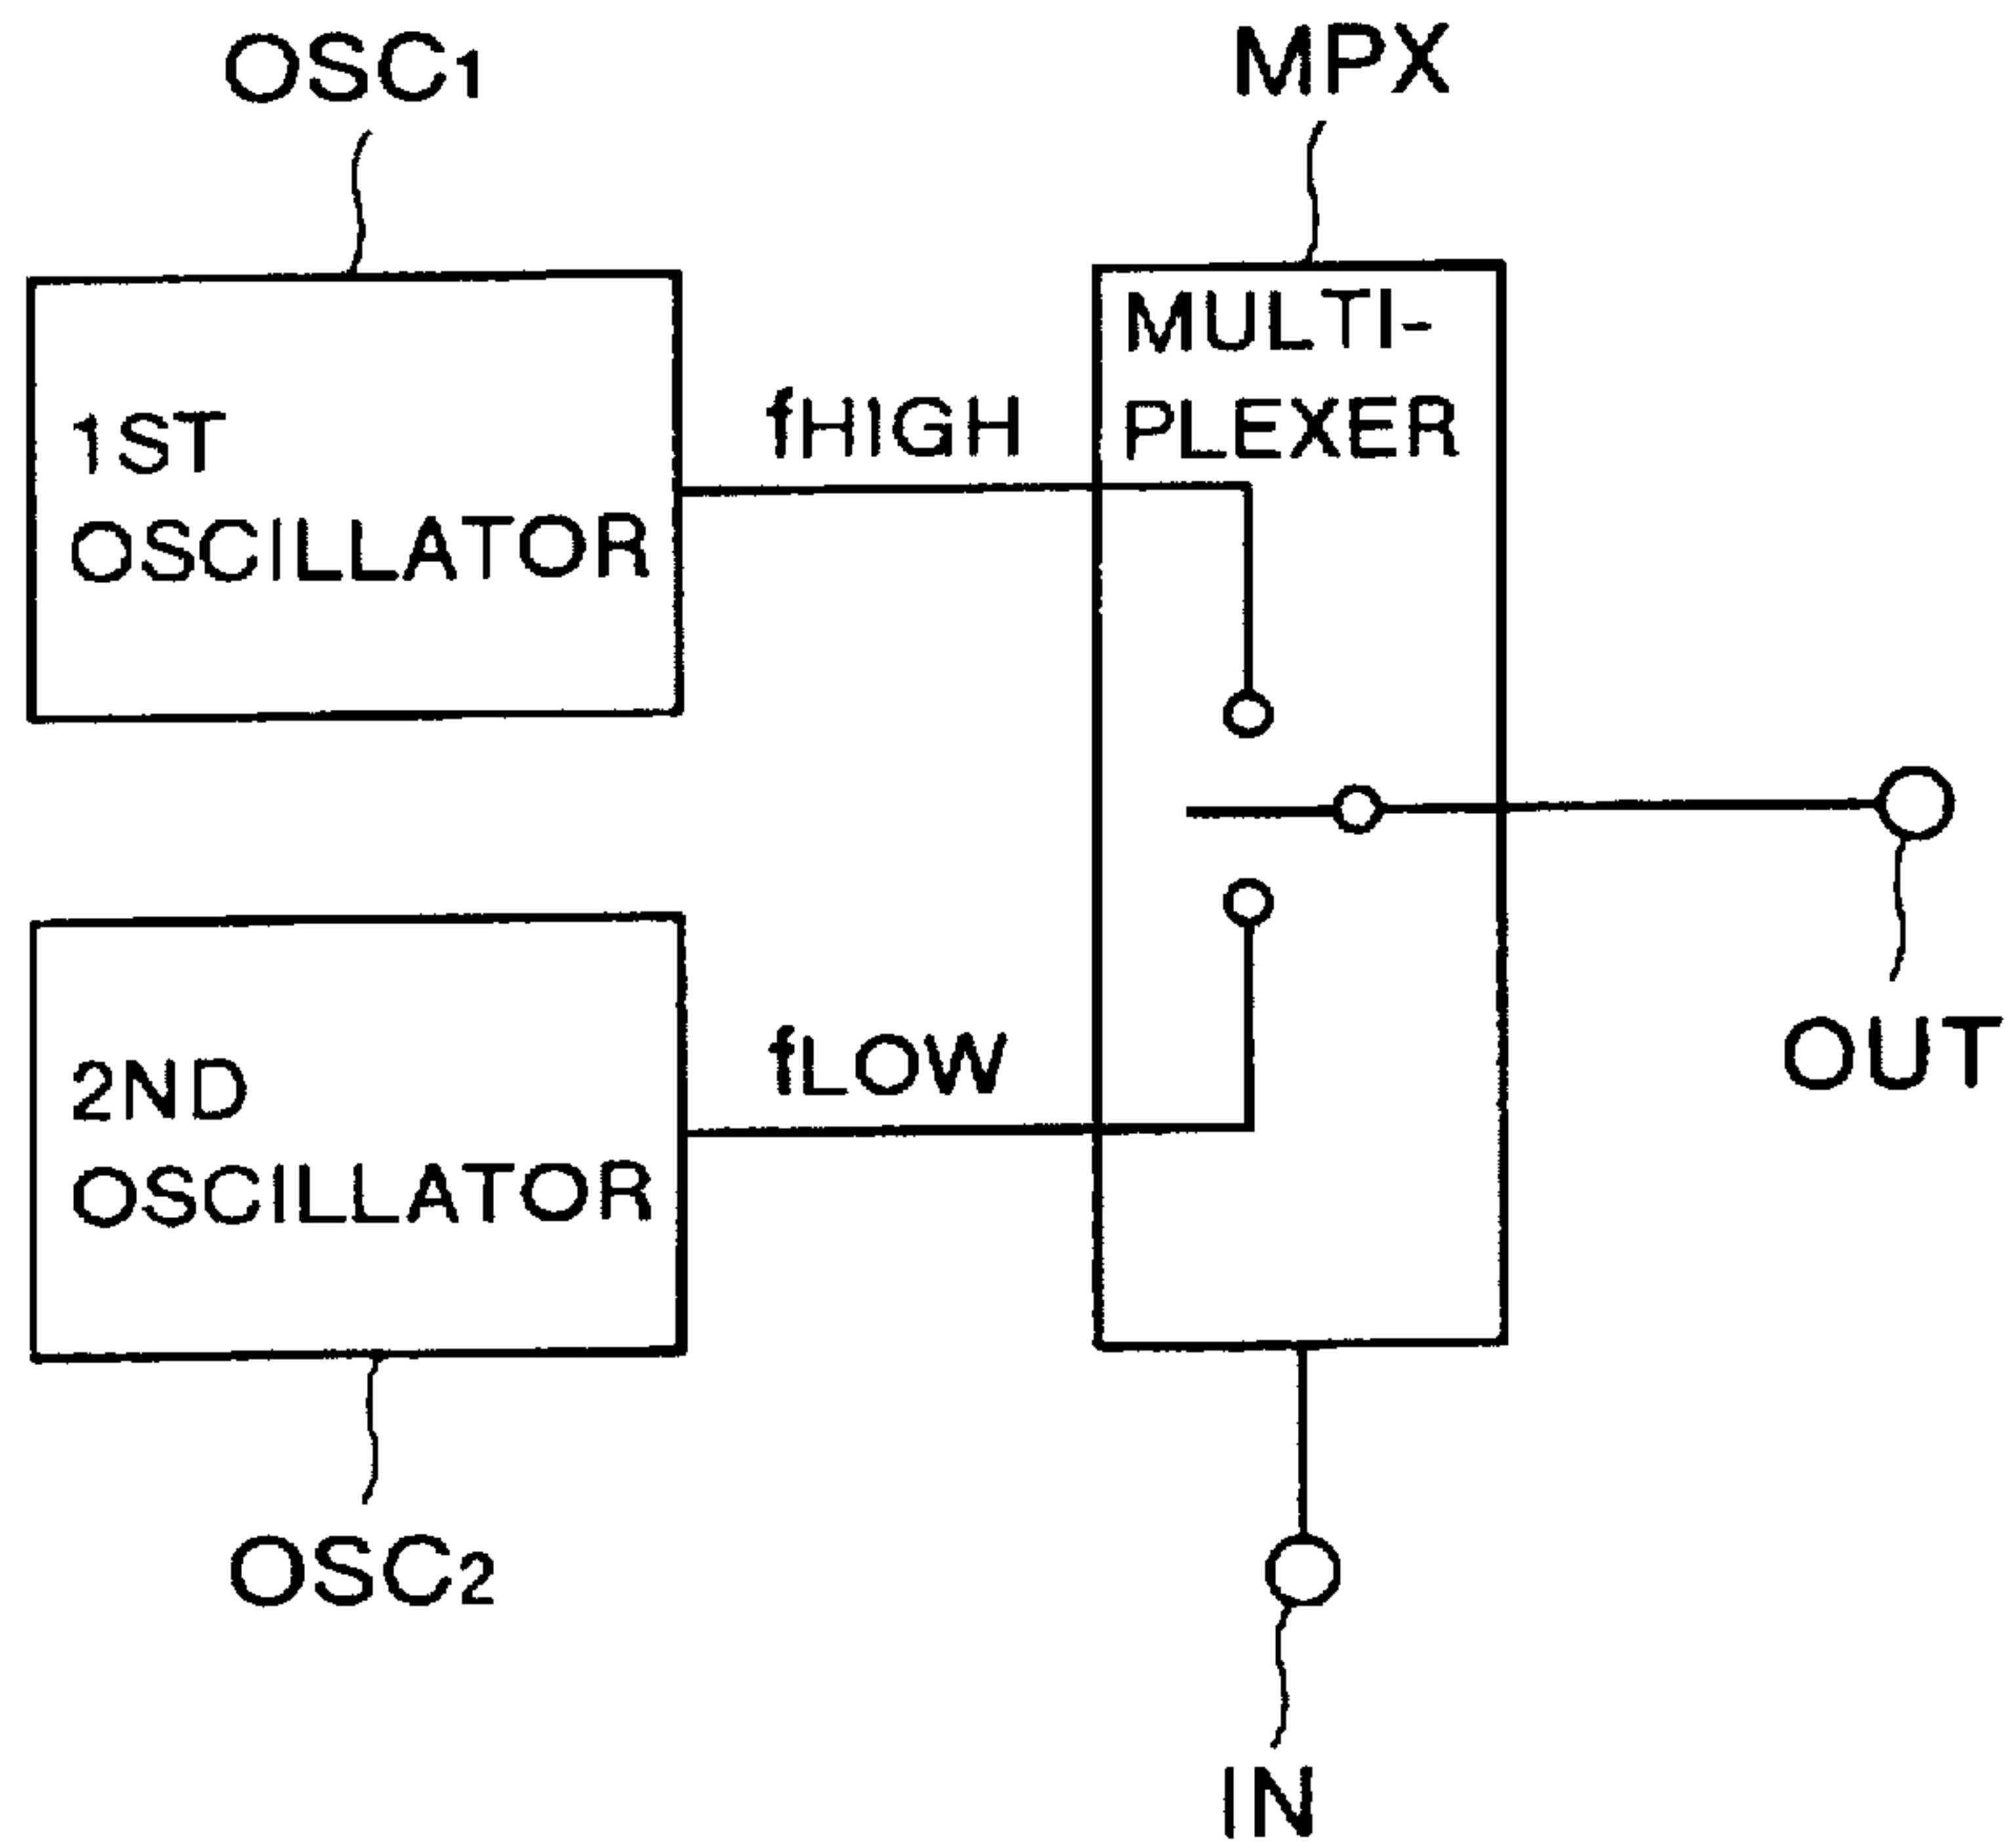 OSC1
MPX
1ST
OSCILLATOR
fHIGH
MULTI-
PLEXER
2ND
OSCILLATOR
fLOW
OUT
OSC2
IN